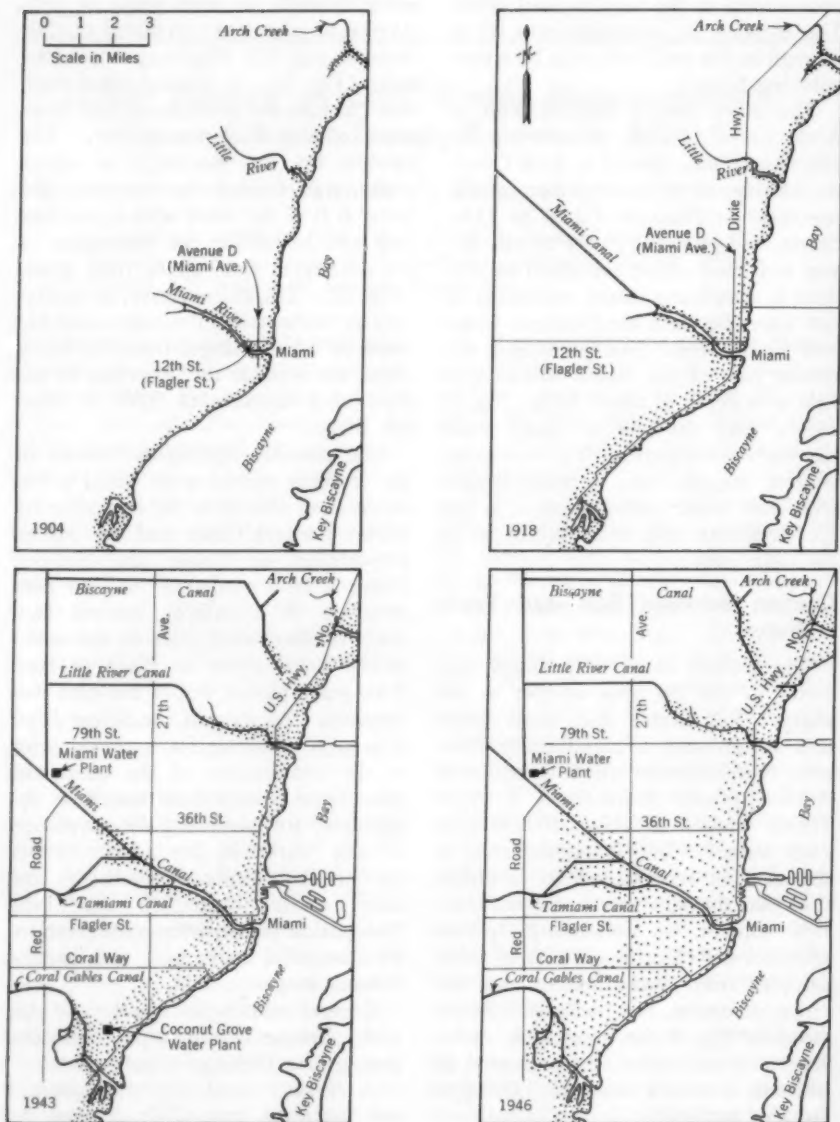 0 1 2 3
Scale in Miles
Arch Creek
Little
River
Avenue D
(Miami Ave.)
Bay
Miami River
Miami
12th St.
(Flagler St.)
Biscayne
Key Biscayne
1904
Arch Creek
N
Hwy.
Little
River
Miami Canal
Dixie
Avenue D
(Miami Ave.)
Bay
Miami
12th St.
(Flagler St.)
Biscayne
Key Biscayne
1918
Arch Creek
Biscayne Canal
Ave.
No. 1
Little River Canal
U.S. Hwy.
27th
79th St.
Miami Water
Plant
Miami
Bay
36th St.
Road
Canal
Tamiami Canal
Flagler St.
Miami
Red
Coral Way
Coral Gables Canal
Biscayne
Coconut Grove
Water Plant
Key Biscayne
1943
Arch Creek
Biscayne Canal
Ave.
No. 1
Little River Canal
U.S. Hwy.
27th
79th St.
Miami Water
Plant
Miami
Bay
36th St.
Road
Canal
Tamiami Canal
Flagler St.
Miami
Red
Coral Way
Coral Gables Canal
Biscayne
Key Biscayne
1946